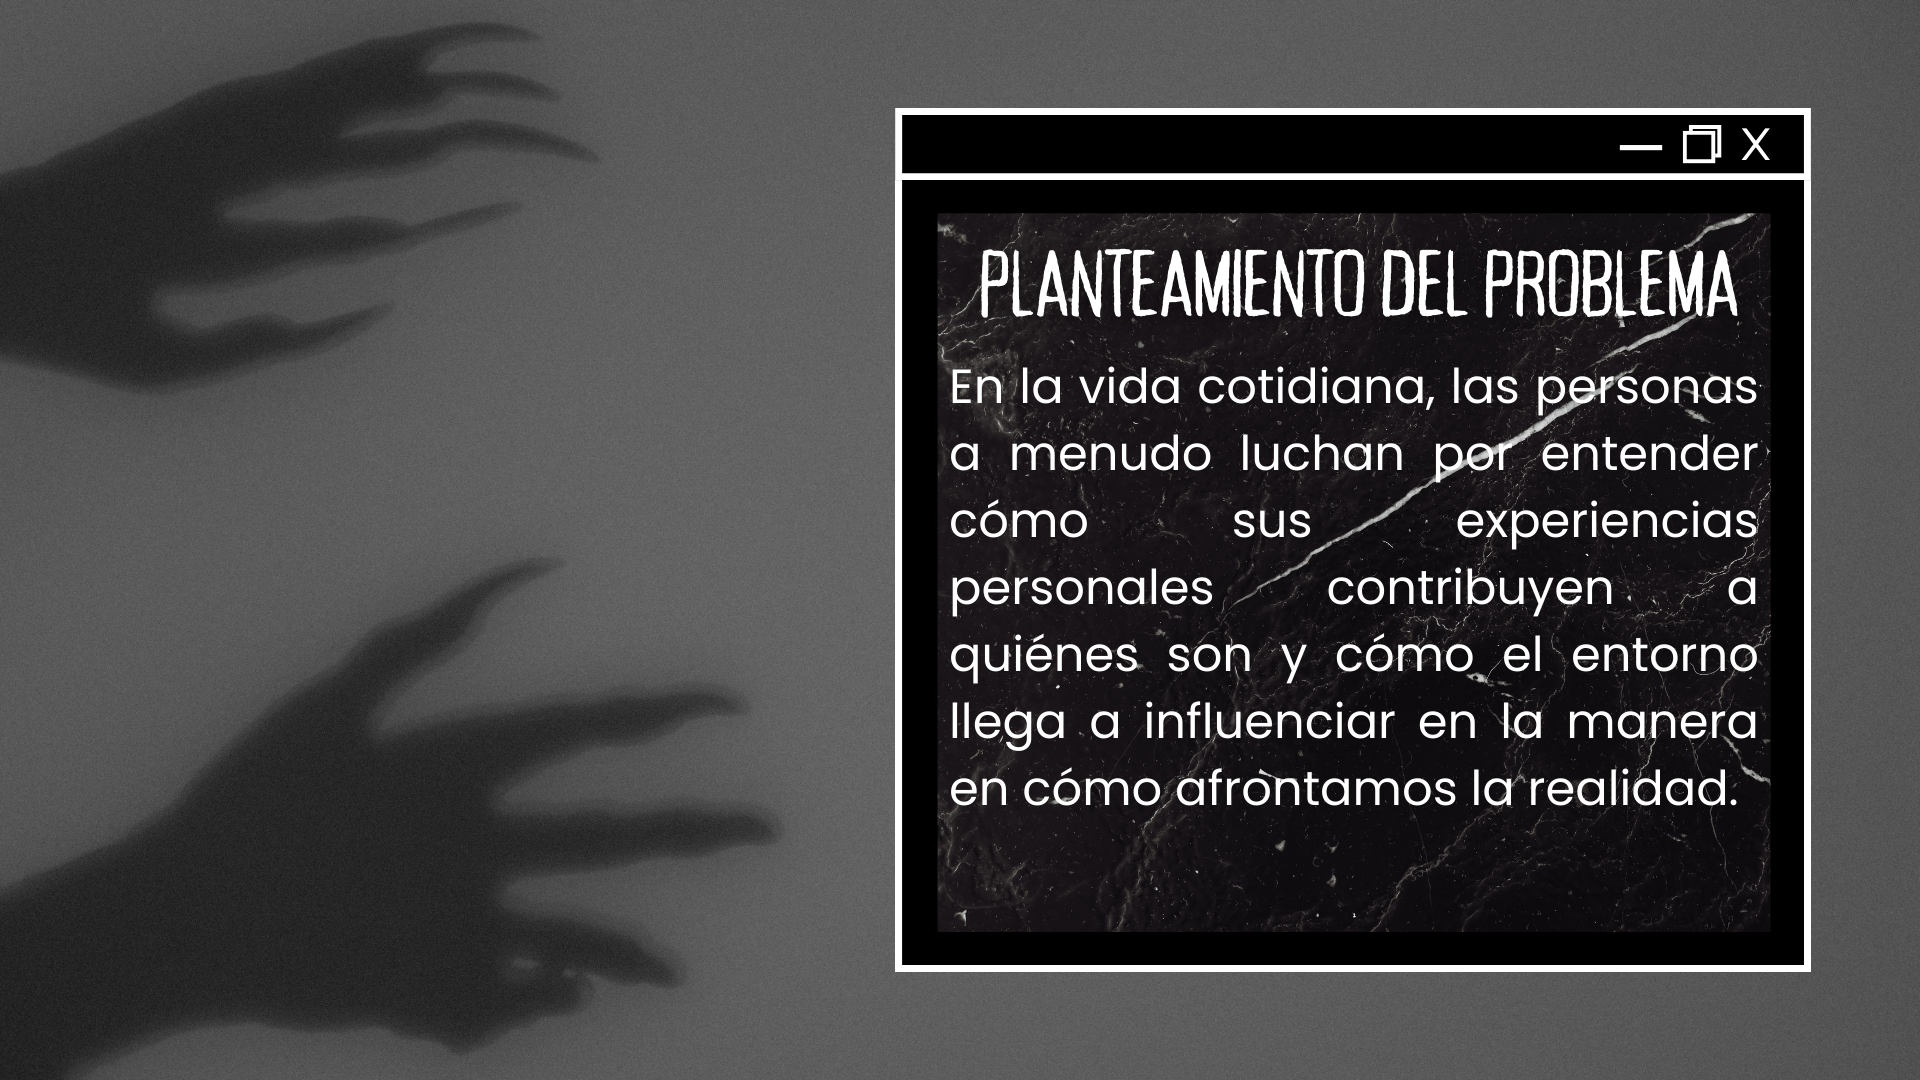 PLANTEAMIENTO DEL PROBLEMA
En la vida cotidiana, las personas
a menudo luchan por entender
cómo sus experiencias
personales contribuyen a
quiénes son y cómo el entorno
llega a influenciar en la manera
en cómo afrontamos la realidad.